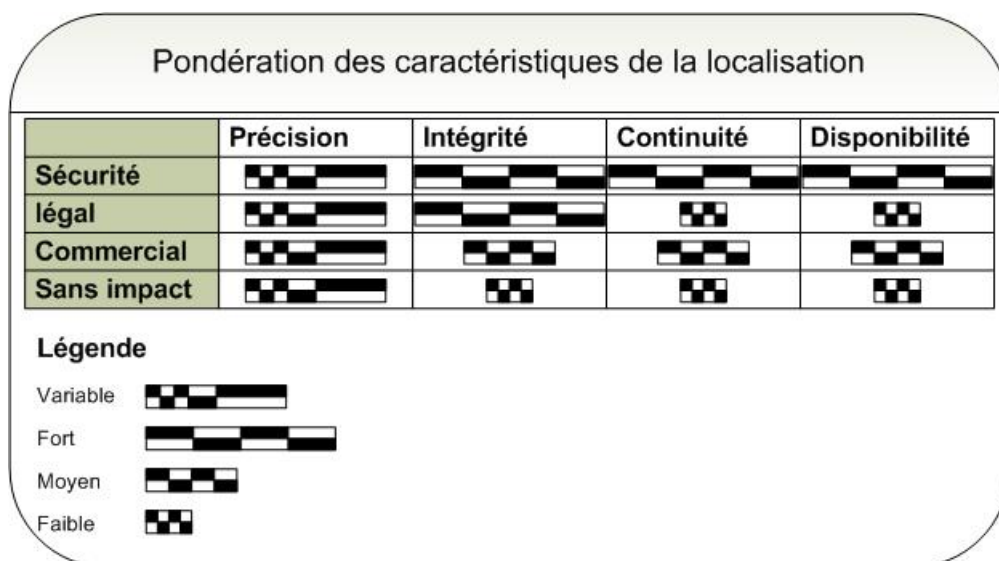 Pondération des caractéristiques de la localisation
Précision Intégrité Continuité Disponibilité
Sécurité
légal
Commercial
Sans impact
Légende
Variable
Fort
Moyen
Faible